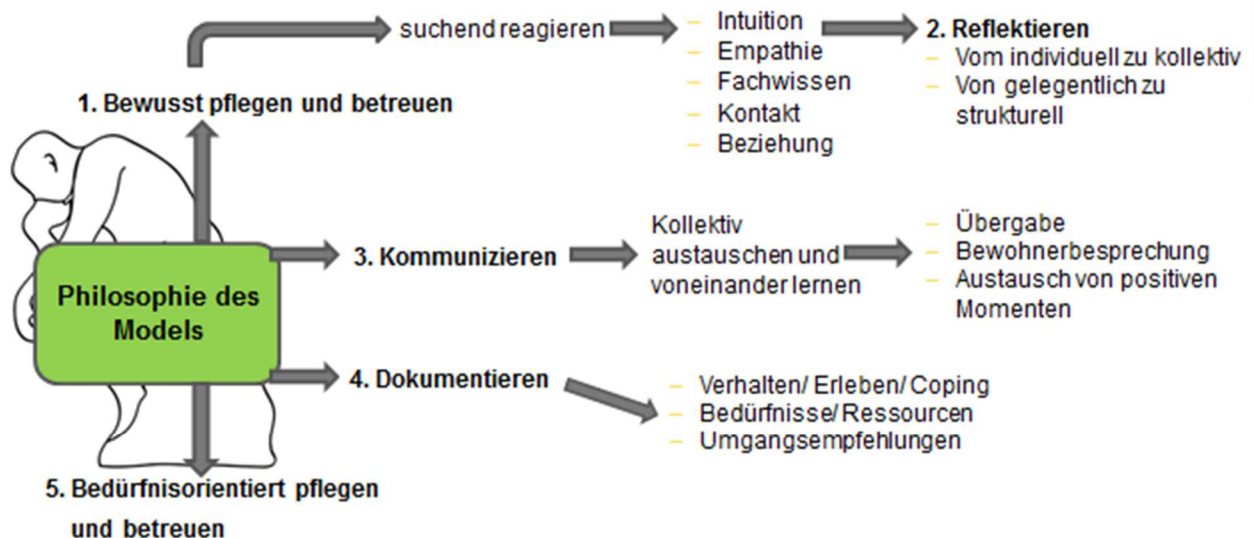 suchend reagieren
– Intuition
– Empathie
– Fachwissen
– Kontakt
– Beziehung
2. Reflektieren
– Vom individuell zu kollektiv
– Von gelegentlich zu
strukturell
1. Bewusst pflegen und betreuen
Philosophie des
Models
3. Kommunizieren
Kollektiv
austauschen und
voneinander lernen
– Übergabe
– Bewohnerbesprechung
– Austausch von positiven
Momenten
4. Dokumentieren
– Verhalten/ Erleben/ Coping
– Bedürfnisse/ Ressourcen
– Umgangsempfehlungen
5. Bedürfnisorientiert pflegen
und betreuen